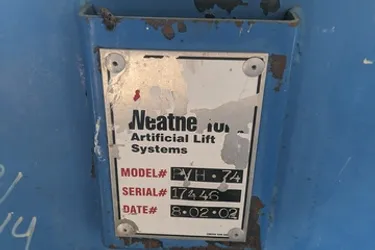 Artificial Lift
Systems
MODEL# PVH·74
SERIAL# 17446
DATE# 8·02·02